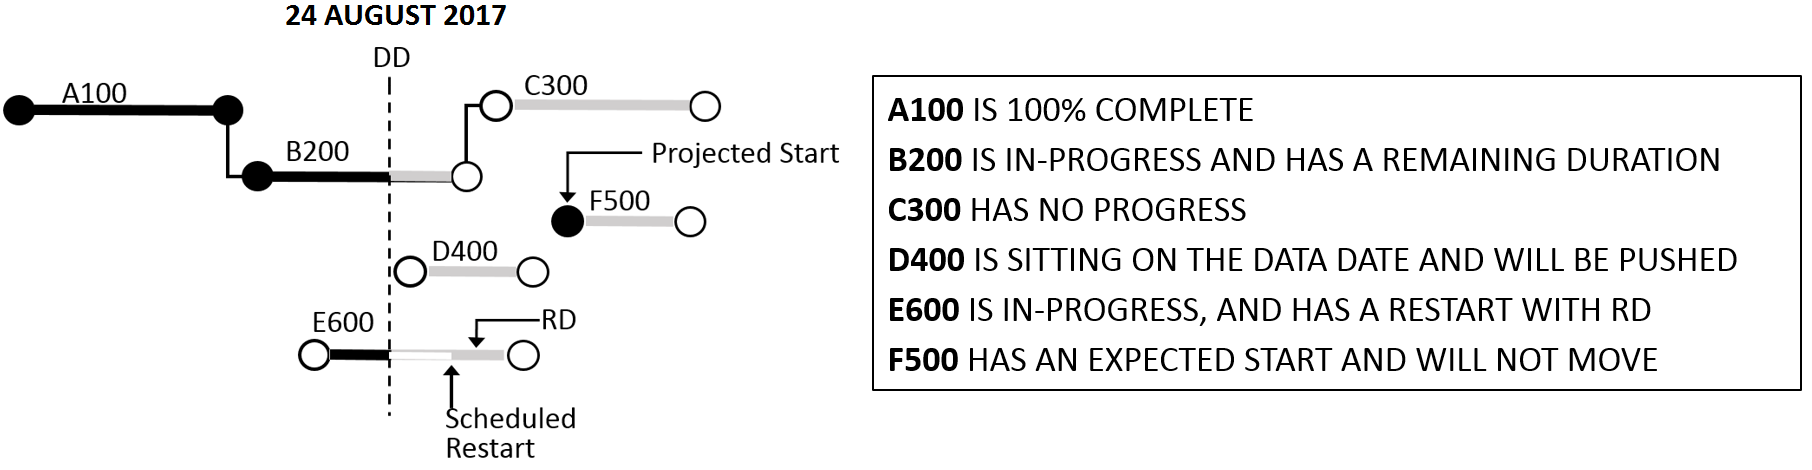 24 AUGUST 2017
DD
A100
C300
B200
Projected Start
F500
D400
E600
RD
Scheduled
Restart
A100 IS 100% COMPLETE
B200 IS IN-PROGRESS AND HAS A REMAINING DURATION
C300 HAS NO PROGRESS
D400 IS SITTING ON THE DATA DATE AND WILL BE PUSHED
E600 IS IN-PROGRESS, AND HAS A RESTART WITH RD
F500 HAS AN EXPECTED START AND WILL NOT MOVE